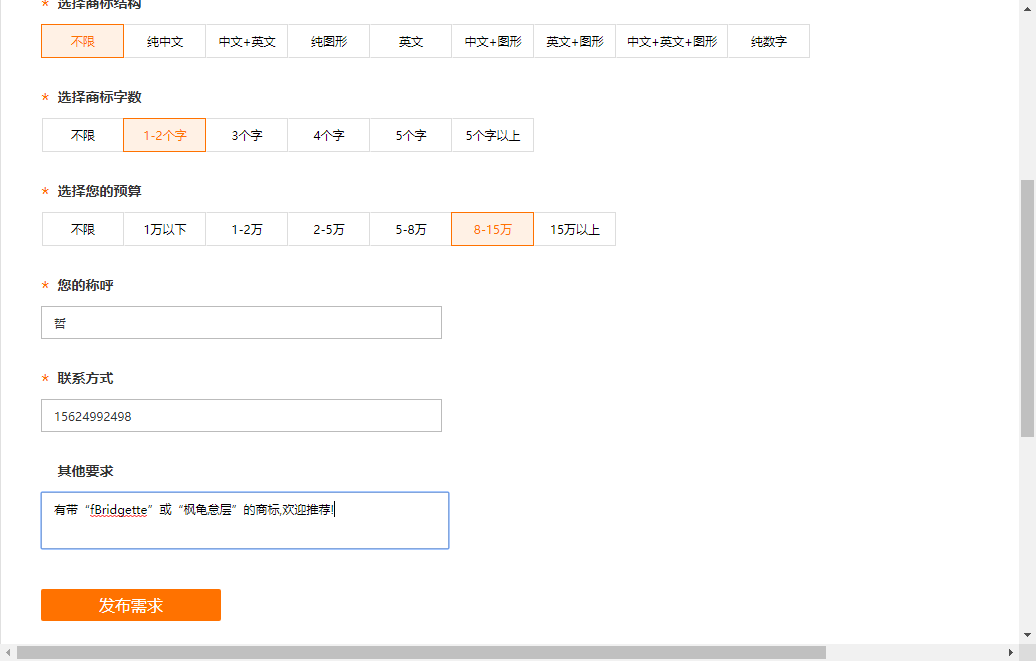 * 选择商标结构
不限 纯中文 中文+英文 纯图形 英文 中文+图形 英文+图形 中文+英文+图形 纯数字
* 选择商标字数
不限 1-2个字 3个字 4个字 5个字 5个字以上
* 选择您的预算
不限 1万以下 1-2万 2-5万 5-8万 8-15万 15万以上
* 您的称呼
晢
* 联系方式
15624992498
其他要求
有带“fBridgette”或“枫龟怠层”的商标,欢迎推荐!
发布需求